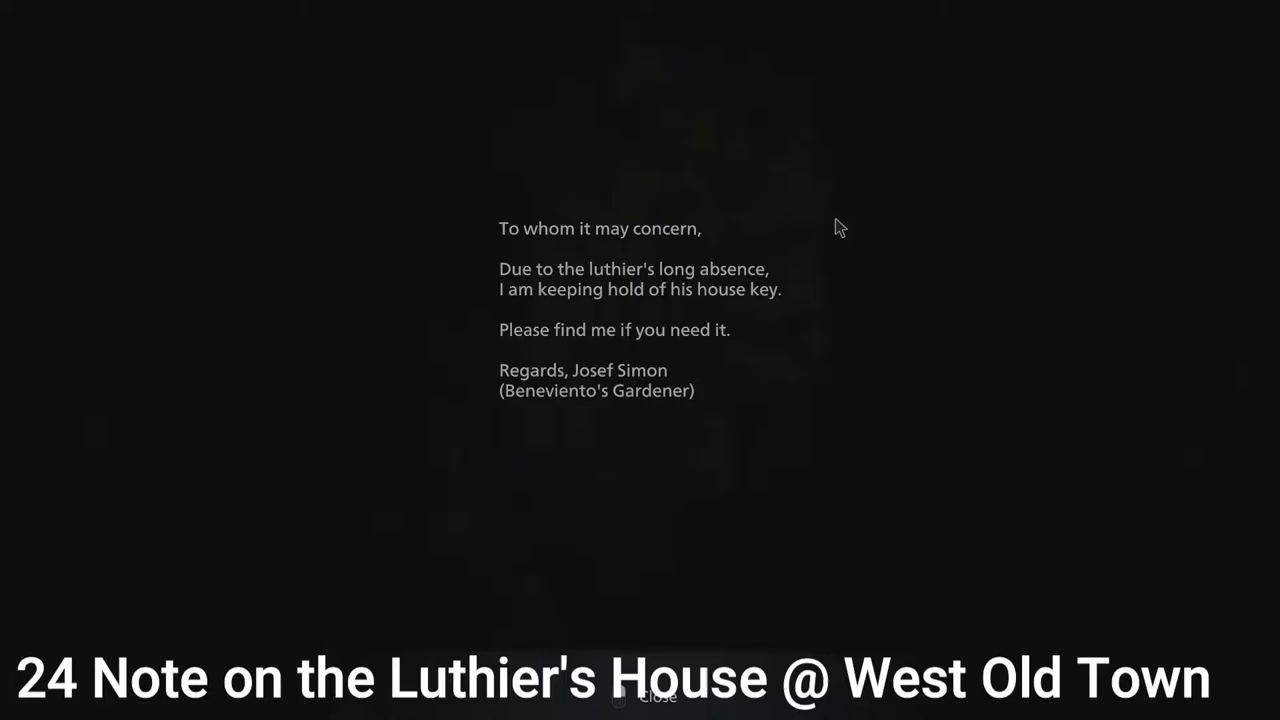 To whom it may concern,
Due to the luthier's long absence,
I am keeping hold of his house key.
Please find me if you need it.
Regards, Josef Simon
(Beneviento's Gardener)
24 Note on the Luthier's House @ West Old Town
Close